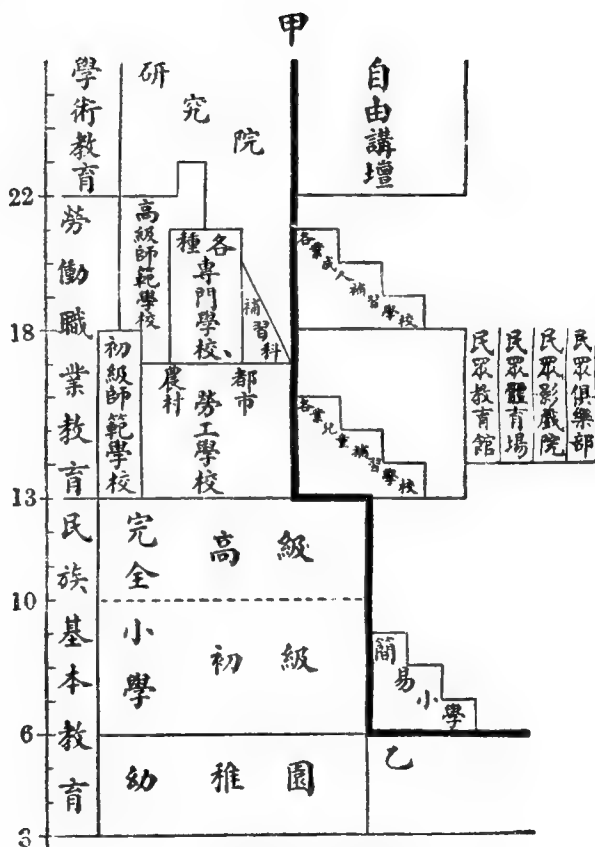 甲
學術教育
研究院
自由講壇
22
勞働職業教育
高級師範學校
各種專門學校、
補習科
各業成人補習學校
18
初級師範學校
農村
都市
勞工學校
各業兒童補習學校
民眾教育館
民眾體育場
民眾影戲院
民眾俱樂部
13
民族基本教育
完全小學
高級
10
初級
簡易小學
6
乙
幼稚園
3